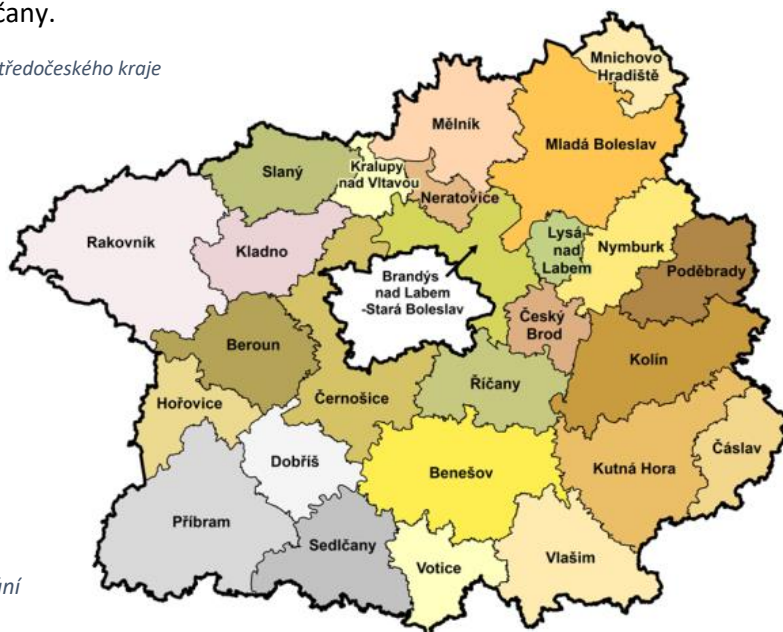 čany.
tředočeského kraje
Mnichovo
Hradiště
Mělník
Mladá Boleslav
Slaný
Kralupy
nad Vltavou
Neratovice
Rakovník
Kladno
Lysá
nad
Labem
Nymburk
Poděbrady
Brandýs
nad Labem
-Stará Boleslav
Český
Brod
Beroun
Kolín
Říčany
Hořovice
Černošice
Dobříš
Benešov
Kutná Hora
Čáslav
Příbram
Sedlčany
Votice
Vlašim
ní